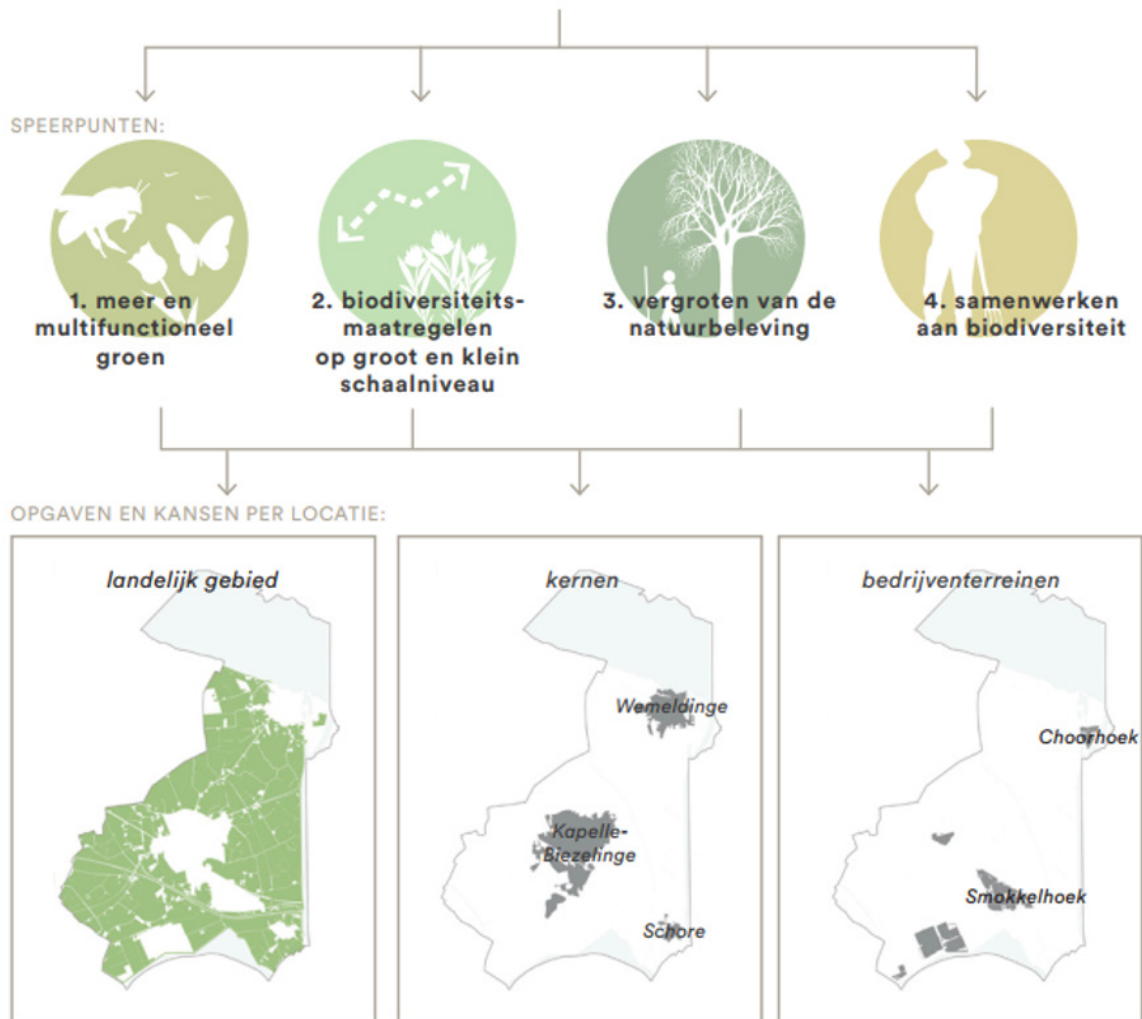 SPEERPUNTEN:
1. meer en
multifunctioneel
groen
2. biodiversiteits-
maatregelen
op groot en klein
schaalniveau
3. vergroten van de
natuurbeleving
4. samenwerken
aan biodiversiteit
OPGAVEN EN KANSEN PER LOCATIE:
landelijk gebied
kernen
Wemeldinge
Kapelle-
Biezelinge
Schore
bedrijventerreinen
Choorhoek
Smokkelhoek